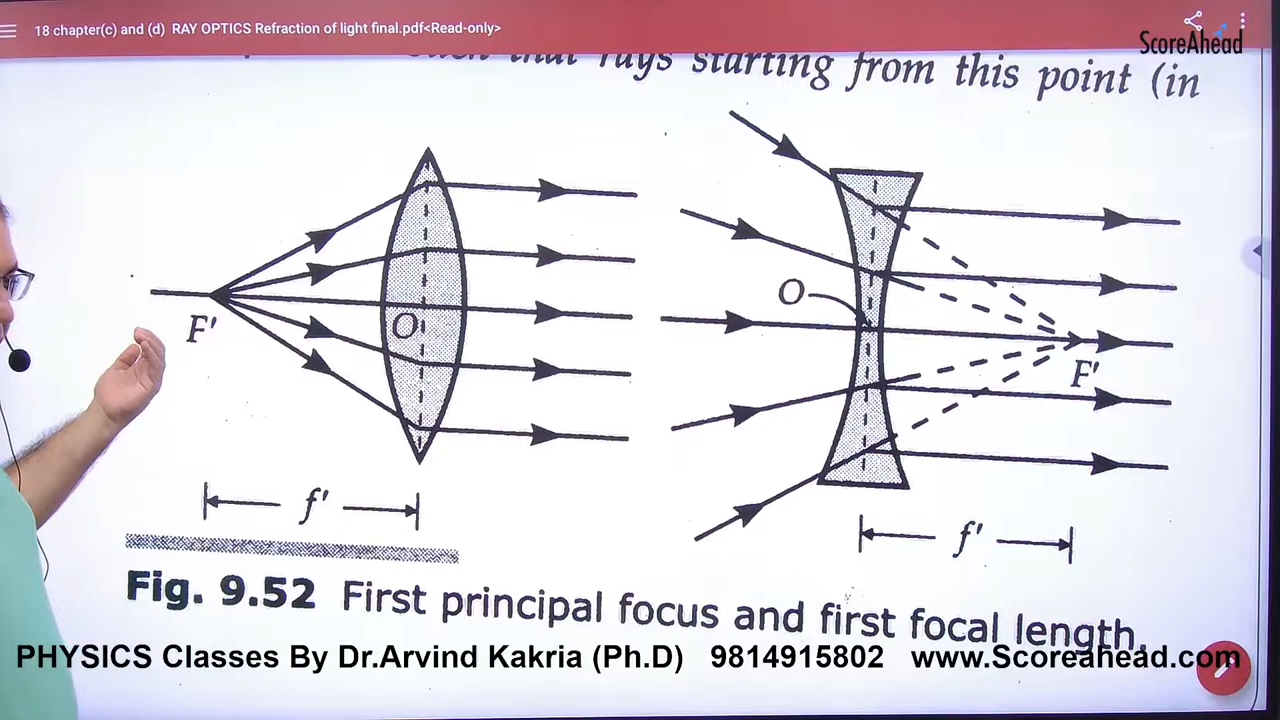 18 chapter(c) and (d) RAY OPTICS Refraction of light final.pdf<Read-only>
ScoreAhead
that rays starting from this point (in
F'
O
O
F'
f'
f'
Fig. 9.52 First principal focus and first focal length.
PHYSICS Classes By Dr.Arvind Kakria (Ph.D) 9814915802 www.Scoreahead.com